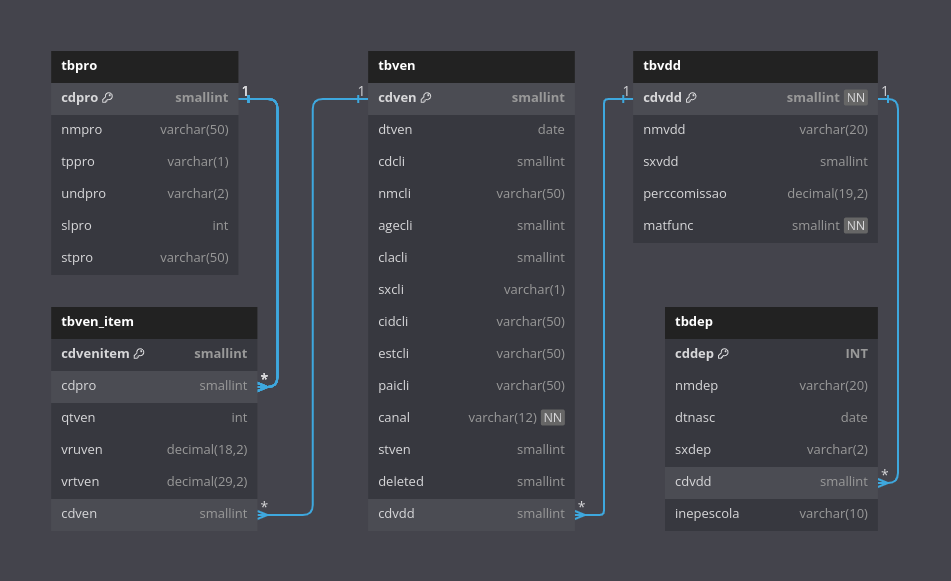 tbpro
cdpro smallint
nmpro varchar(50)
tppro varchar(1)
undpro varchar(2)
slpro int
stpro varchar(50)
1
tbven_item
cdvenitem smallint
cdpro smallint
qtven int
vruven decimal(18,2)
vrtven decimal(29,2)
cdven smallint
*
*
tbven
1
cdven smallint
dtven date
cdcli smallint
nmcli varchar(50)
agecli smallint
clacli smallint
sxcli varchar(1)
cidcli varchar(50)
estcli varchar(50)
paicli varchar(50)
canal varchar(12) NN
stven smallint
deleted smallint
cdvdd smallint
*
tbvdd
1
cdvdd smallint NN
1
nmvdd varchar(20)
sxvdd smallint
perccomissao decimal(19,2)
matfunc smallint NN
tbdep
cddep INT
nmdep varchar(20)
dtnasc date
sxdep varchar(2)
cdvdd smallint
*
inepescola varchar(10)